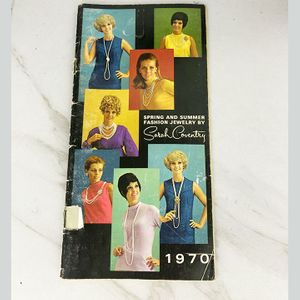 SPRING AND SUMMER
FASHION JEWELRY BY
Sarah Coventry
1970